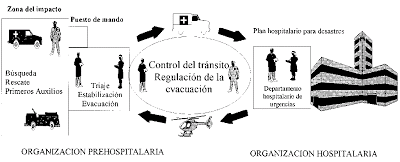 Zona del impacto
Puesto de mando
Búsqueda
Rescate
Primeros Auxilios
Triaje
Estabilización
Evacuación
Control del tránsito
Regulación de la
evacuación
Plan hospitalario para desastres
Departamento
hospitalario de
urgencias
ORGANIZACION PREHOSPITALARIA
ORGANIZACIÓN HOSPITALARIA